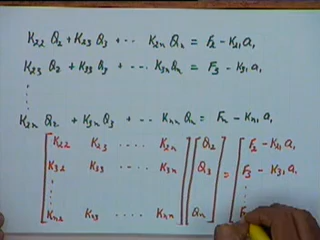 K22 Q2 + K23 Q3 + ··· K2n Qn = F2 - K21 a1
K23 Q2 + K33 Q3 + ··· K3n Qn = F3 - K31 a1
K2n Q2 + K3n Q3 + ··· Knn Qn = Fn - Kn1 a1
K22 K23 ···· K2n Q2 F2 - K21 a1
K32 K33 ···· K3n Q3 = F3 - K31 a1
Kn2 Kn3 ···· Knn Qn F